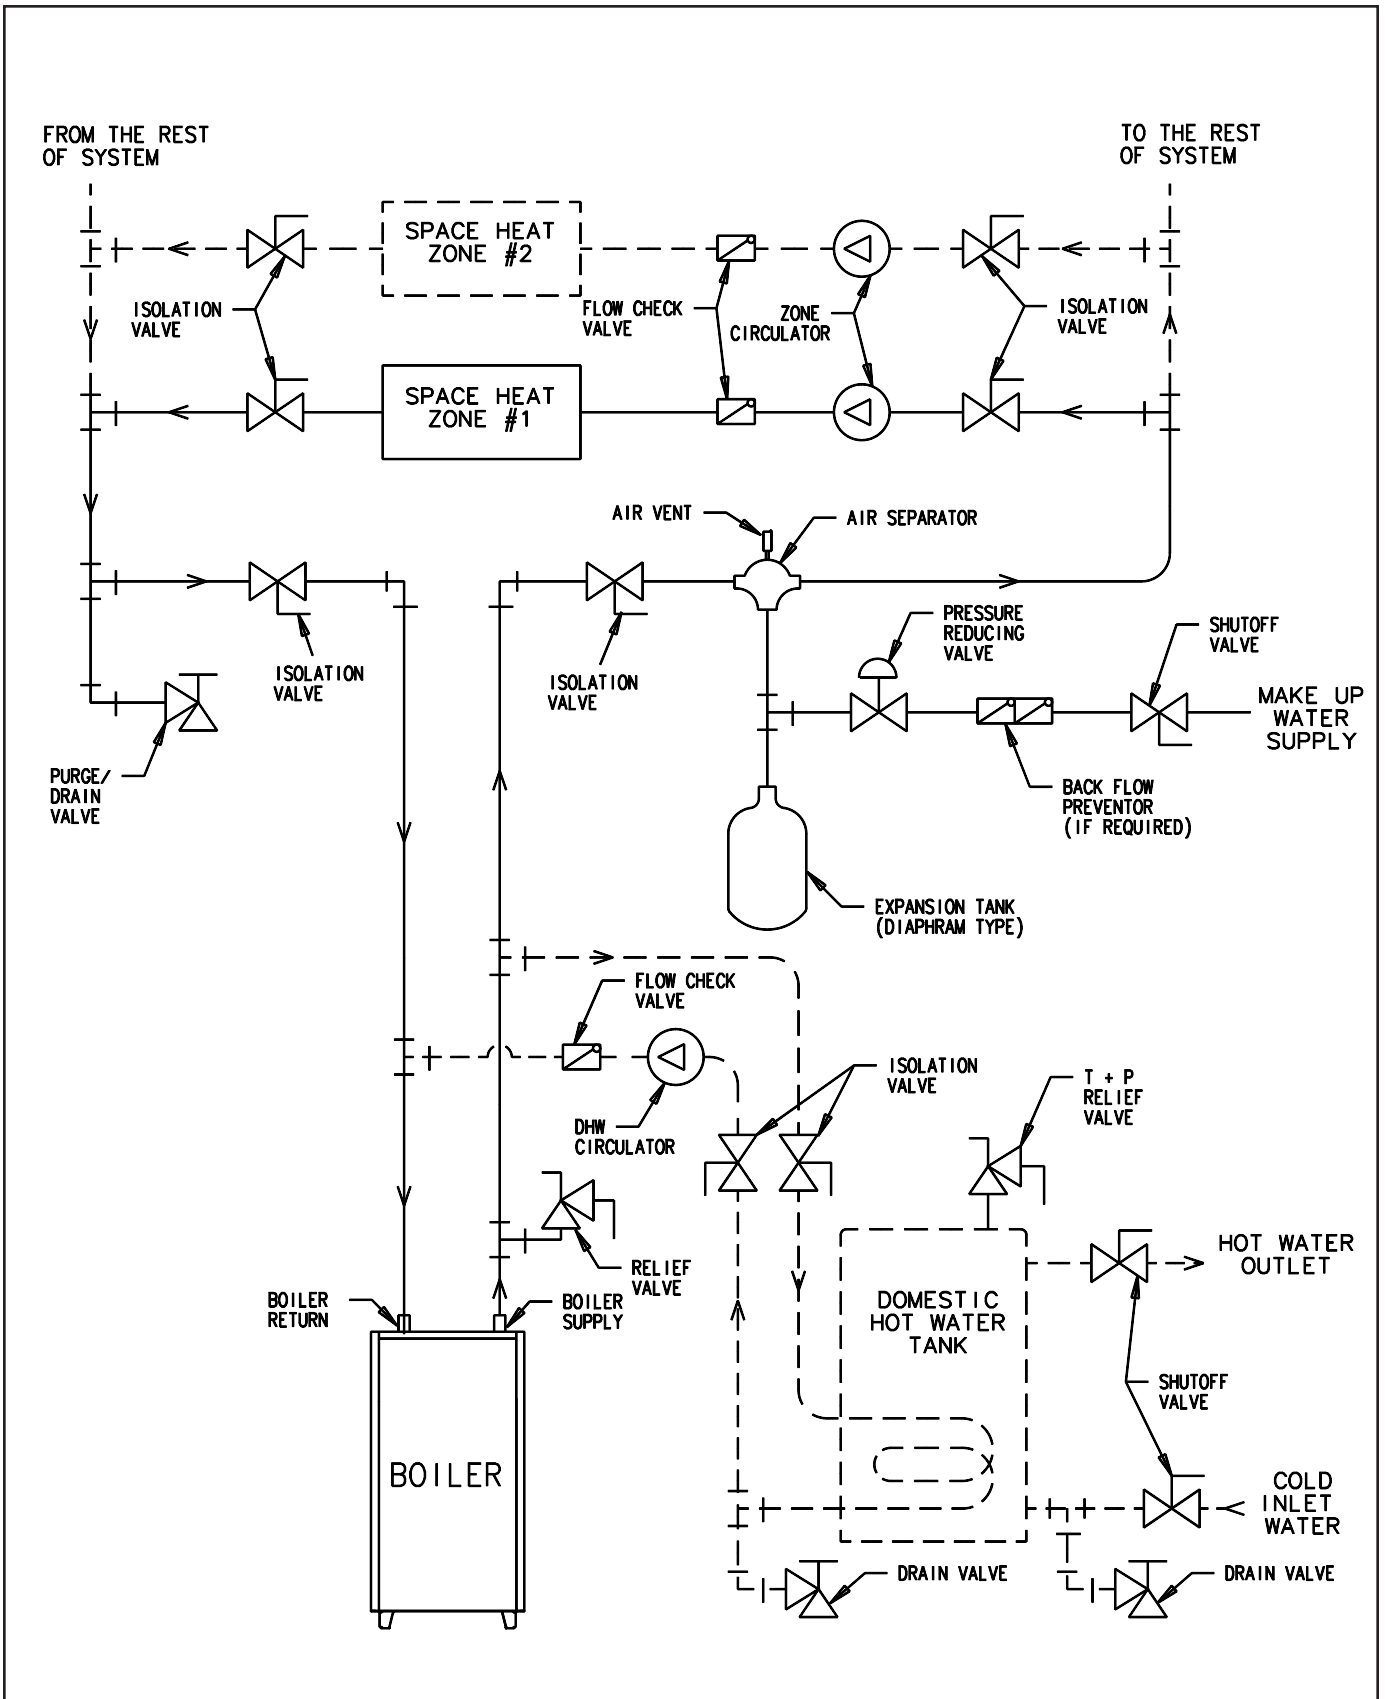 FROM THE REST
OF SYSTEM
TO THE REST
OF SYSTEM
SPACE HEAT
ZONE #2
ISOLATION
VALVE
FLOW CHECK
VALVE
ZONE
CIRCULATOR
ISOLATION
VALVE
SPACE HEAT
ZONE #1
AIR VENT
AIR SEPARATOR
PRESSURE
REDUCING
VALVE
SHUTOFF
VALVE
ISOLATION
VALVE
ISOLATION
VALVE
MAKE UP
WATER
SUPPLY
PURGE/
DRAIN
VALVE
BACK FLOW
PREVENTOR
(IF REQUIRED)
EXPANSION TANK
(DIAPHRAM TYPE)
FLOW CHECK
VALVE
ISOLATION
VALVE
T + P
RELIEF
VALVE
DHW
CIRCULATOR
HOT WATER
OUTLET
RELIEF
VALVE
BOILER
RETURN
BOILER
SUPPLY
DOMESTIC
HOT WATER
TANK
SHUTOFF
VALVE
BOILER
COLD
INLET
WATER
DRAIN VALVE
DRAIN VALVE